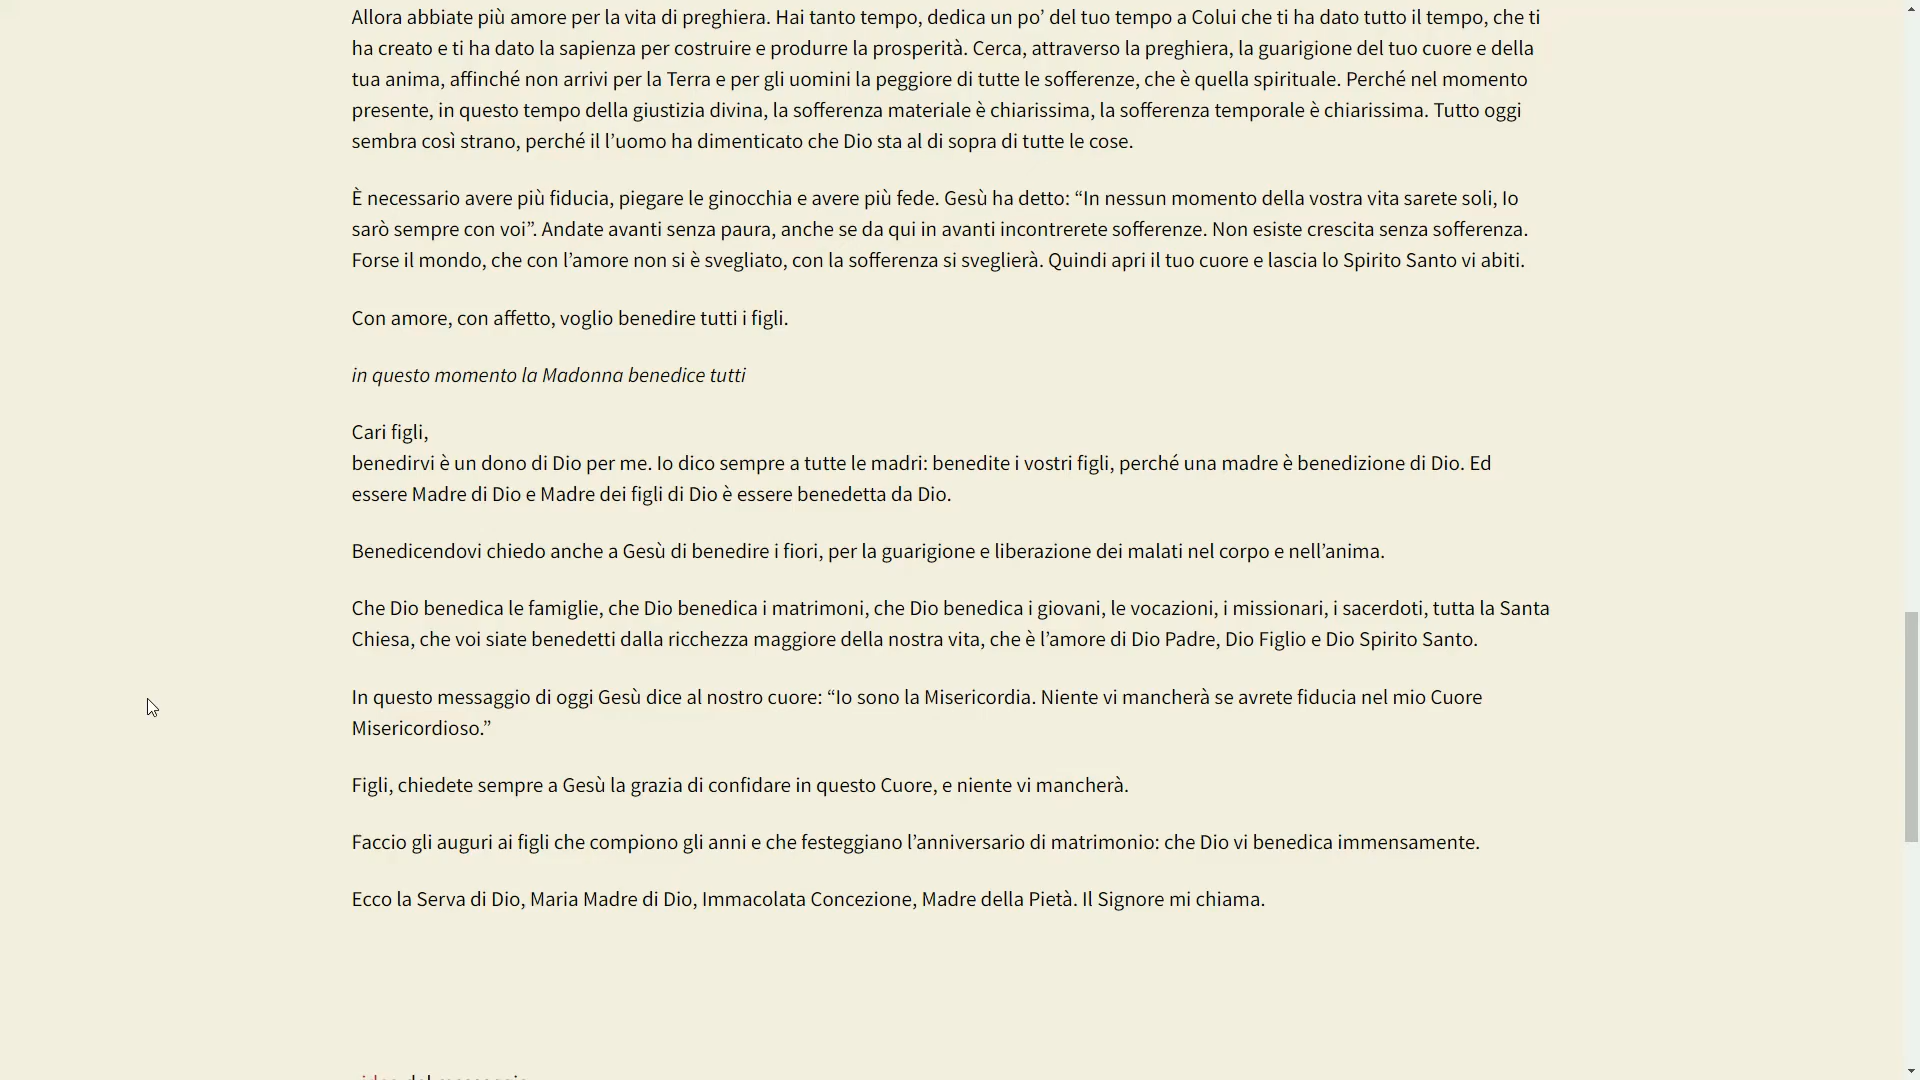 Allora abbiate più amore per la vita di preghiera. Hai tanto tempo, dedica un po’ del tuo tempo a Colui che ti ha dato tutto il tempo, che ti
ha creato e ti ha dato la sapienza per costruire e produrre la prosperità. Cerca, attraverso la preghiera, la guarigione del tuo cuore e della
tua anima, affinché non arrivi per la Terra e per gli uomini la peggiore di tutte le sofferenze, che è quella spirituale. Perché nel momento
presente, in questo tempo della giustizia divina, la sofferenza materiale è chiarissima, la sofferenza temporale è chiarissima. Tutto oggi
sembra così strano, perché il l’uomo ha dimenticato che Dio sta al di sopra di tutte le cose.
È necessario avere più fiducia, piegare le ginocchia e avere più fede. Gesù ha detto: “In nessun momento della vostra vita sarete soli, Io
sarò sempre con voi”. Andate avanti senza paura, anche se da qui in avanti incontrerete sofferenze. Non esiste crescita senza sofferenza.
Forse il mondo, che con l’amore non si è svegliato, con la sofferenza si sveglierà. Quindi apri il tuo cuore e lascia lo Spirito Santo vi abiti.
Con amore, con affetto, voglio benedire tutti i figli.
in questo momento la Madonna benedice tutti
Cari figli,
benedirvi è un dono di Dio per me. Io dico sempre a tutte le madri: benedite i vostri figli, perché una madre è benedizione di Dio. Ed
essere Madre di Dio e Madre dei figli di Dio è essere benedetta da Dio.
Benedicendovi chiedo anche a Gesù di benedire i fiori, per la guarigione e liberazione dei malati nel corpo e nell’anima.
Che Dio benedica le famiglie, che Dio benedica i matrimoni, che Dio benedica i giovani, le vocazioni, i missionari, i sacerdoti, tutta la Santa
Chiesa, che voi siate benedetti dalla ricchezza maggiore della nostra vita, che è l’amore di Dio Padre, Dio Figlio e Dio Spirito Santo.
In questo messaggio di oggi Gesù dice al nostro cuore: “Io sono la Misericordia. Niente vi mancherà se avrete fiducia nel mio Cuore
Misericordioso.”
Figli, chiedete sempre a Gesù la grazia di confidare in questo Cuore, e niente vi mancherà.
Faccio gli auguri ai figli che compiono gli anni e che festeggiano l’anniversario di matrimonio: che Dio vi benedica immensamente.
Ecco la Serva di Dio, Maria Madre di Dio, Immacolata Concezione, Madre della Pietà. Il Signore mi chiama.